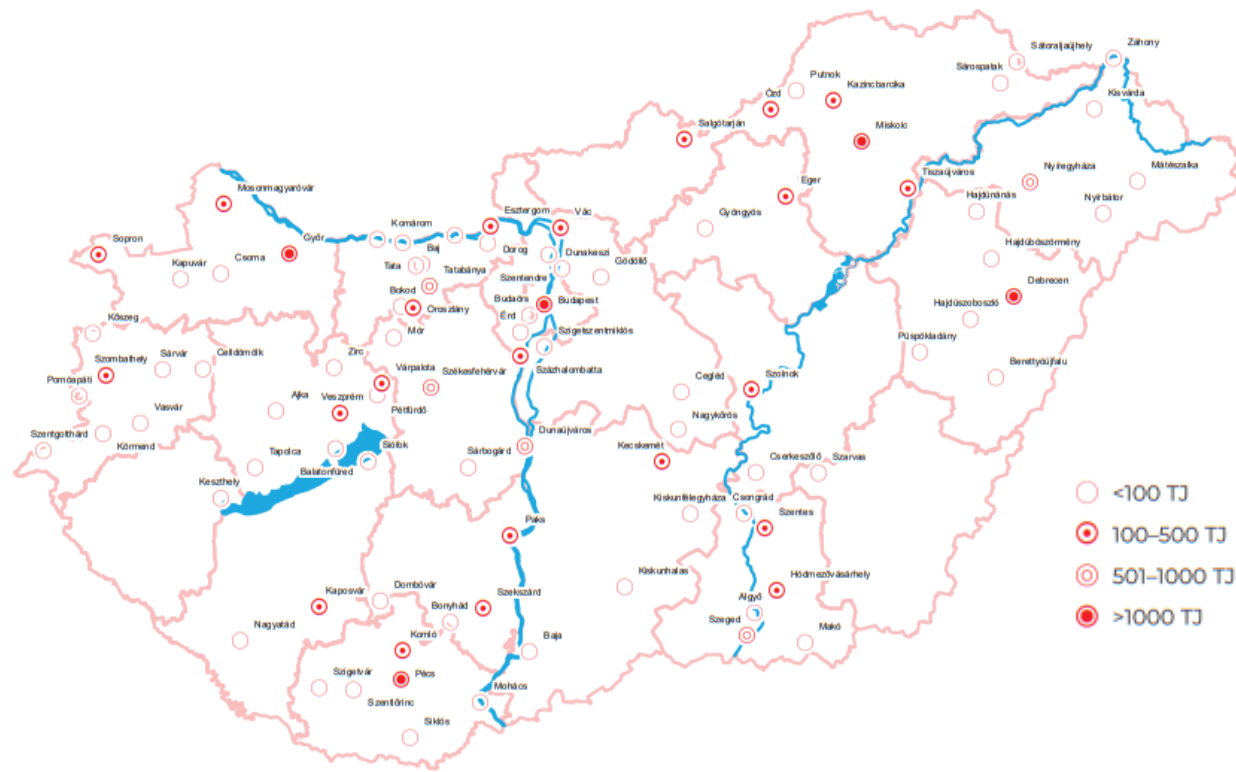 Sátoraljaújhely
Záhony
Putnok
Sárospatak
Kazincbarcika
Ózd
Kisvárda
Salgótarján
Miskolc
Nyíregyháza
Mátészalka
Tiszaújváros
Mosonmagyaróvár
Eger
Hajdúnánás
Nyírbátor
Esztergom
Vác
Gyöngyös
Komárom
Győr
Sopron
Baj
Dorog
Dunakeszi
Hajdúböszörmény
Csorna
Kapuvár
Tata
Tatabánya
Szentendre
Gödöllő
Debrecen
Bokod
Budaörs
Budapest
Oroszlány
Hajdúszoboszló
Kőszeg
Érd
Mór
Szigetszentmiklós
Püspökladány
Szombathely
Sárvár
Celldömölk
Zirc
Várpalota
Székesfehérvár
Százhalombatta
Szolnok
Berettyóújfalu
Pornóapáti
Cegléd
Ajka
Veszprém
Pétfürdő
Vasvár
Nagykőrös
Szentgotthárd
Körmend
Siófok
Dunaújváros
Tapolca
Balatonfüred
Sárbogárd
Kecskemét
Cserkeszőlő
Szarvas
Keszthely
Kiskunfélegyháza
Csongrád
<100 TJ
Szentes
Paks
100–500 TJ
Kiskunhalas
Hódmezővásárhely
501–1000 TJ
Dombóvár
Kaposvár
Bonyhád
Szekszárd
Algyő
>1000 TJ
Nagyatád
Komló
Baja
Szeged
Makó
Szigetvár
Pécs
Szentlőrinc
Mohács
Siklós